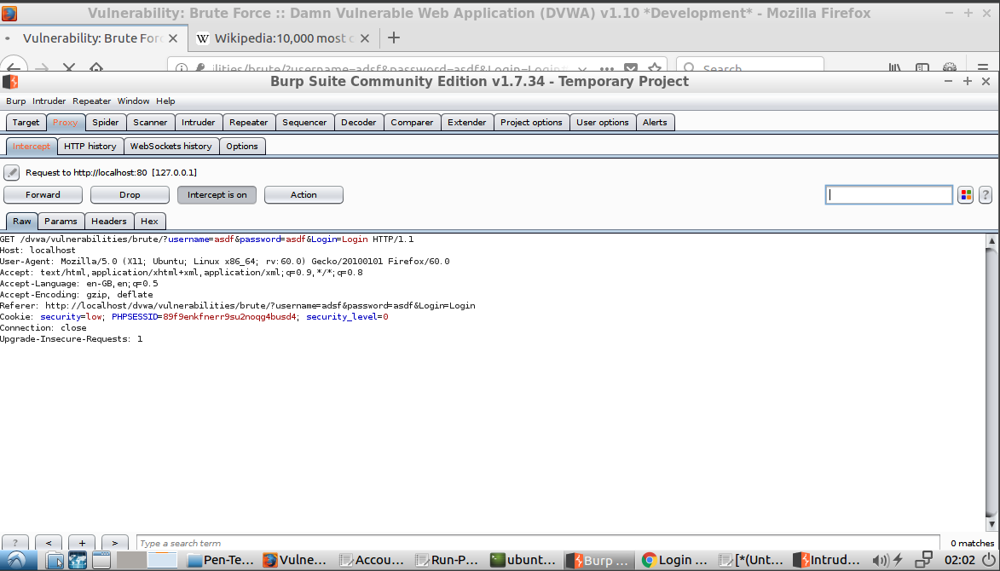 Vulnerability: Brute Force :: Damn Vulnerable Web Application (DVWA) v1.10 *Development* - Mozilla Firefox
Vulnerability: Brute Forc
W Wikipedia:10,000 most c
ilities/brute/?username=adsf&password=asdf&Login=Login
Search
Burp Suite Community Edition v1.7.34 - Temporary Project
Burp Intruder Repeater Window Help
Target Proxy Spider Scanner Intruder Repeater Sequencer Decoder Comparer Extender Project options User options Alerts
Intercept HTTP history WebSockets history Options
Request to http://localhost:80 [127.0.0.1]
Forward Drop Intercept is on Action ?
Raw Params Headers Hex
GET /dvwa/vulnerabilities/brute/?username=asdf&password=asdf&Login=Login HTTP/1.1
Host: localhost
User-Agent: Mozilla/5.0 (X11; Ubuntu; Linux x86_64; rv:60.0) Gecko/20100101 Firefox/60.0
Accept: text/html,application/xhtml+xml,application/xml;q=0.9,*/*;q=0.8
Accept-Language: en-GB,en;q=0.5
Accept-Encoding: gzip, deflate
Referer: http://localhost/dvwa/vulnerabilities/brute/?username=adsf&password=asdf&Login=Login
Cookie: security=low; PHPSESSID=89f9enkfnerr9su2noqg4busd4; security_level=0
Connection: close
Upgrade-Insecure-Requests: 1
? < + > Type a search term 0 matches
Pen-Te... Vulne... Accou... Run-P... ubunt... Burp ... Login ... [*(Unt... Intrud... 02:02